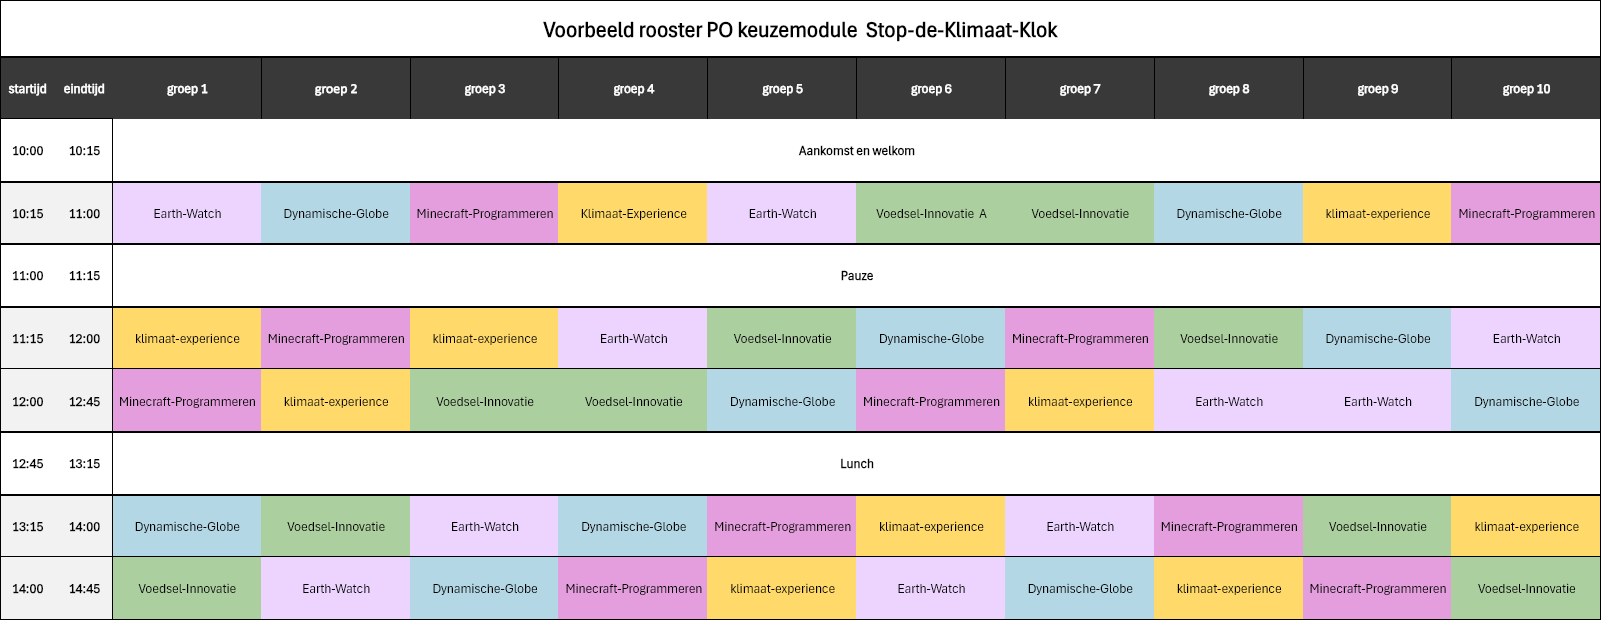 Voorbeeld rooster PO keuzemodule Stop-de-Klimaat-Klok
startijd eindtijd groep 1 groep 2 groep 3 groep 4 groep 5 groep 6 groep 7 groep 8 groep 9 groep 10
10:00 10:15 Aankomst en welkom
10:15 11:00 Earth-Watch Dynamische-Globe Minecraft-Programmeren Klimaat-Experience Earth-Watch Voedsel-Innovatie A Voedsel-Innovatie Dynamische-Globe klimaat-experience Minecraft-Programmeren
11:00 11:15 Pauze
11:15 12:00 klimaat-experience Minecraft-Programmeren klimaat-experience Earth-Watch Voedsel-Innovatie Dynamische-Globe Minecraft-Programmeren Voedsel-Innovatie Dynamische-Globe Earth-Watch
12:00 12:45 Minecraft-Programmeren klimaat-experience Voedsel-Innovatie Voedsel-Innovatie Dynamische-Globe Minecraft-Programmeren klimaat-experience Earth-Watch Earth-Watch Dynamische-Globe
12:45 13:15 Lunch
13:15 14:00 Dynamische-Globe Voedsel-Innovatie Earth-Watch Dynamische-Globe Minecraft-Programmeren klimaat-experience Earth-Watch Minecraft-Programmeren Voedsel-Innovatie klimaat-experience
14:00 14:45 Voedsel-Innovatie Earth-Watch Dynamische-Globe Minecraft-Programmeren klimaat-experience Earth-Watch Dynamische-Globe klimaat-experience Minecraft-Programmeren Voedsel-Innovatie